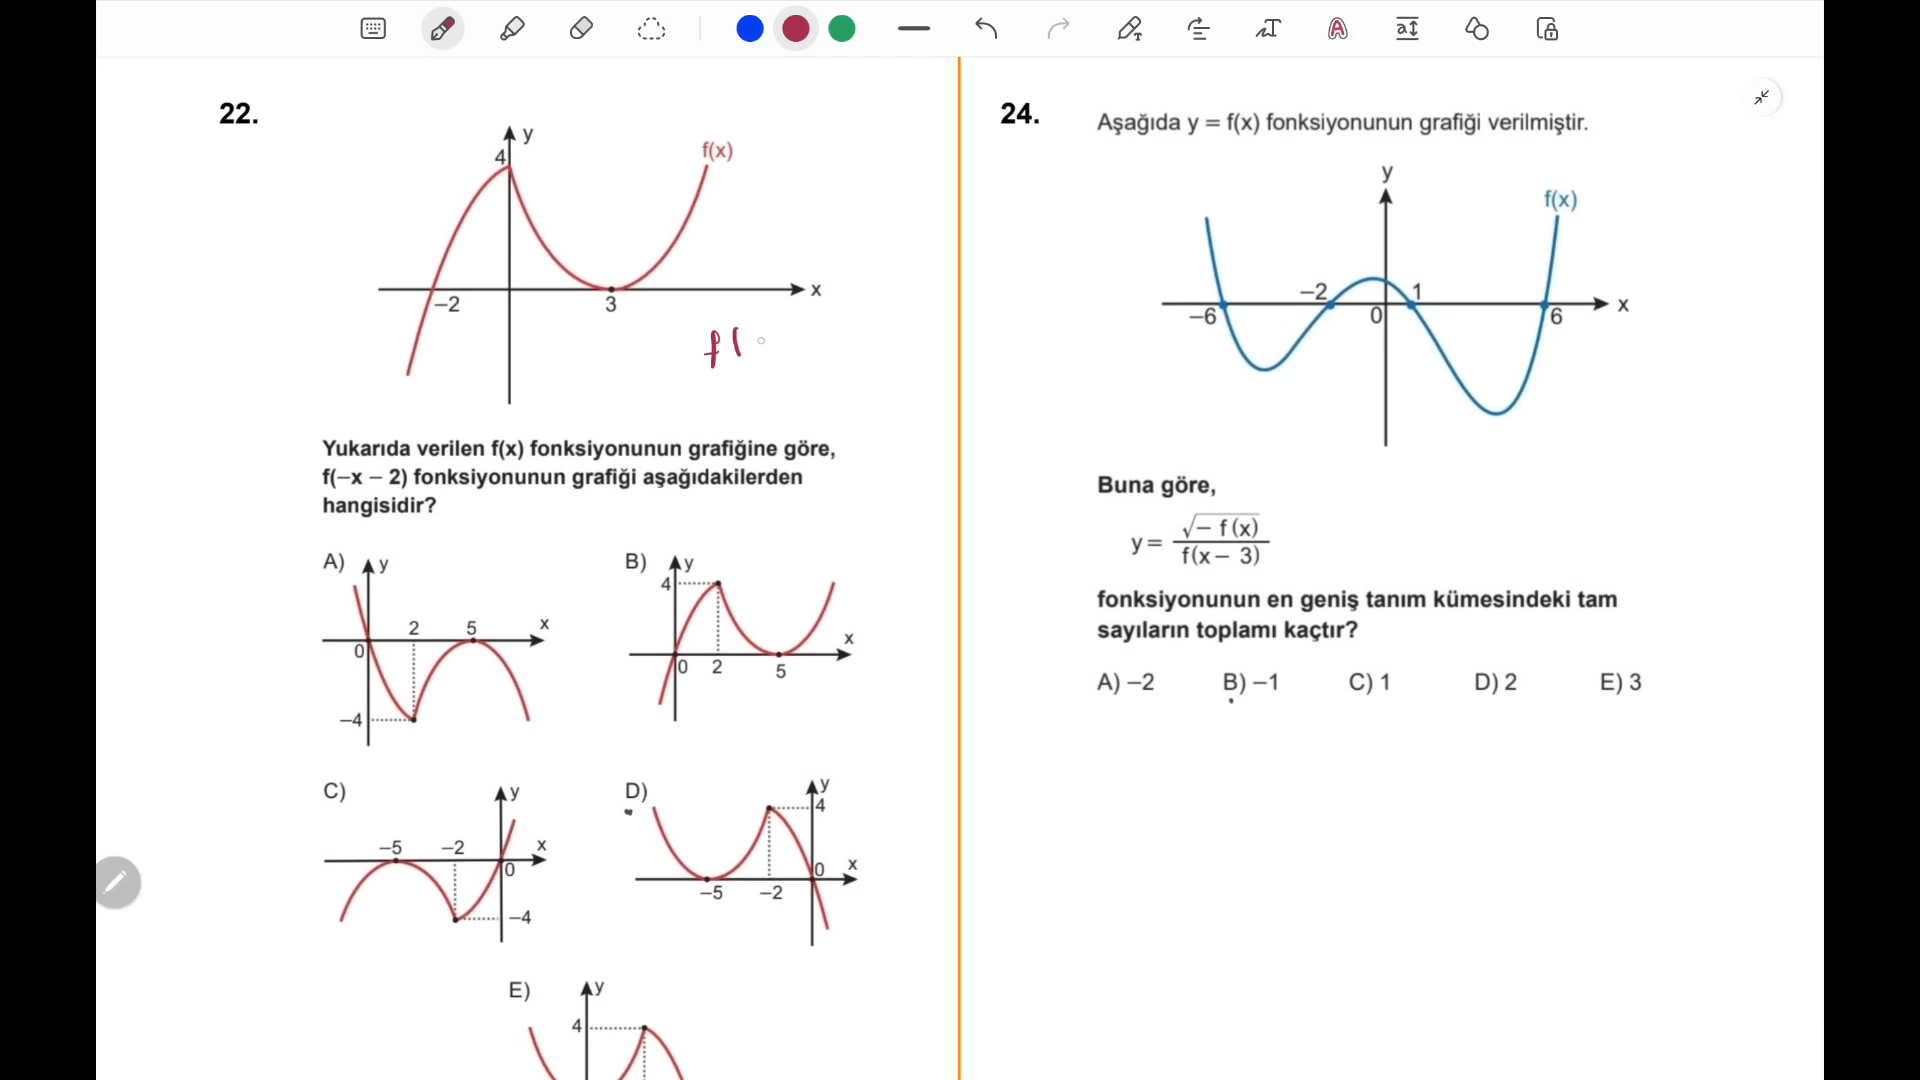 22.
y
4
f(x)
x
–2
3
f(
Yukarıda verilen f(x) fonksiyonunun grafiğine göre,
f(–x – 2) fonksiyonunun grafiği aşağıdakilerden
hangisidir?
A)
y
2
5
x
0
–4
B)
y
4
x
0
2
5
C)
y
–5
–2
x
0
–4
D)
y
4
0
x
–5
–2
E)
y
4
24.
Aşağıda y = f(x) fonksiyonunun grafiği verilmiştir.
y
f(x)
–2
1
x
–6
0
6
Buna göre,
y = √– f(x) / f(x – 3)
fonksiyonunun en geniş tanım kümesindeki tam
sayıların toplamı kaçtır?
A) –2 B) –1 C) 1 D) 2 E) 3